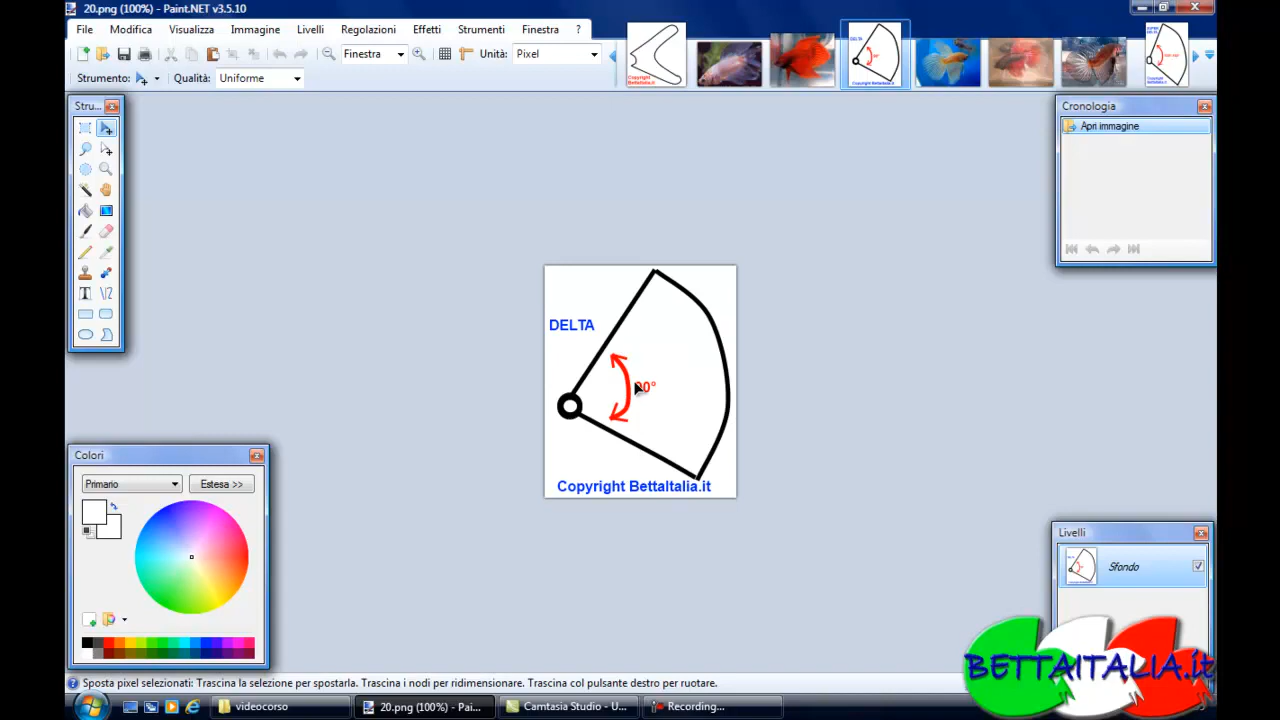 20.png (100%) - Paint.NET v3.5.10
File Modifica Visualizza Immagine Livelli Regolazioni Effetti Strumenti Finestra ?
Finestra Unità: Pixel
Strumento: Qualità: Uniforme
Stru...
Cronologia
Apri immagine
DELTA
Copyright BettaItalia.it
Colori
Primario
Estesa >>
Livelli
Sfondo
BETTAITALIA.it
Sposta pixel selezionati: Trascina la selezione per spostarla. Trascina i nodi per ridimensionare. Trascina col pulsante destro per ruotare.
videocorso
20.png (100%) - Pai...
Camtasia Studio - U...
Recording...